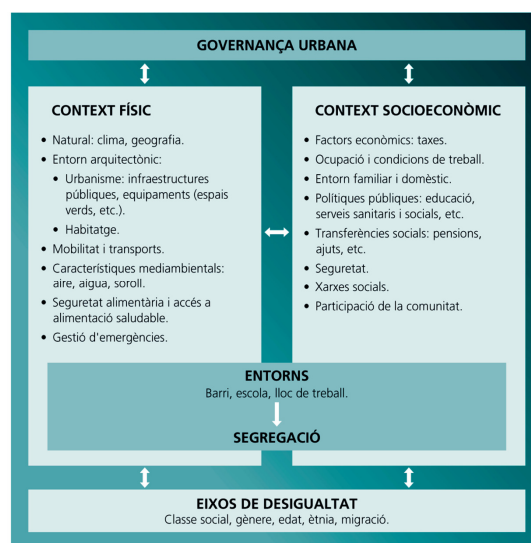 GOVERNANÇA URBANA
CONTEXT FÍSIC
• Natural: clima, geografia.
• Entorn arquitectònic:
• Urbanisme: infraestructures
públiques, equipaments (espais
verds, etc.).
• Habitatge.
• Mobilitat i transports.
• Característiques mediambientals:
aire, aigua, soroll.
• Seguretat alimentària i accés a
alimentació saludable.
• Gestió d'emergències.
CONTEXT SOCIOECONÒMIC
• Factors econòmics: taxes.
• Ocupació i condicions de treball.
• Entorn familiar i domèstic.
• Polítiques públiques: educació,
serveis sanitaris i socials, etc.
• Transferències socials: pensions,
ajuts, etc.
• Seguretat.
• Xarxes socials.
• Participació de la comunitat.
ENTORNS
Barri, escola, lloc de treball.
SEGREGACIÓ
EIXOS DE DESIGUALTAT
Classe social, gènere, edat, ètnia, migració.